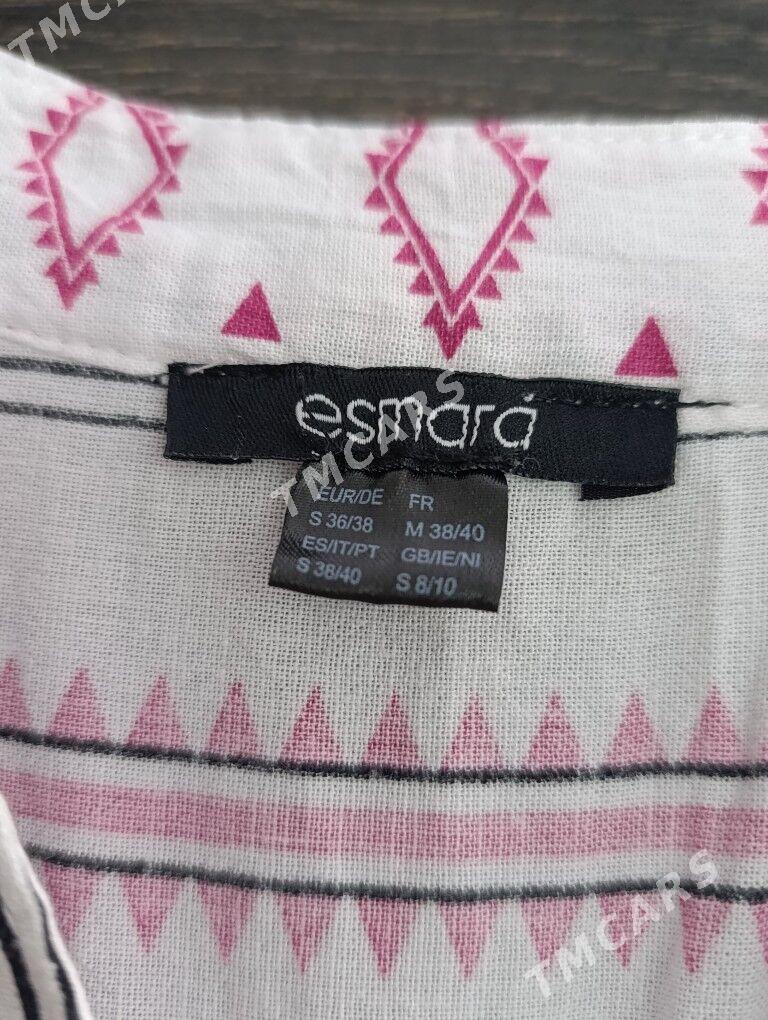 TMCARS
esmara
TMCARS
EUR/DE FR
S 36/38 M 38/40
ES/IT/PT GB/IE/NI
S 38/40 S 8/10
TMCARS